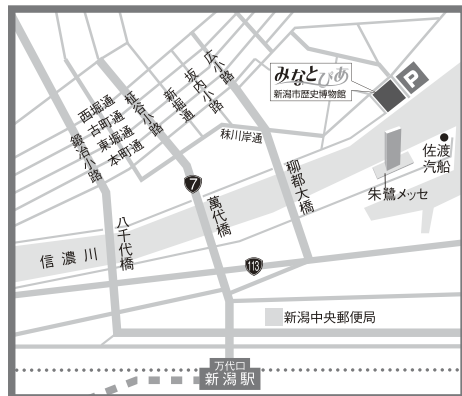 みなとぴあ
新潟市歴史博物館
P
広小路
坂内小路
新堀通
柾谷小路
西堀通
古町通
東堀通
本町通
鍛冶小路
秣川岸通
佐渡汽船
朱鷺メッセ
柳都大橋
7
萬代橋
八千代橋
信濃川
113
新潟中央郵便局
万代口
新潟駅